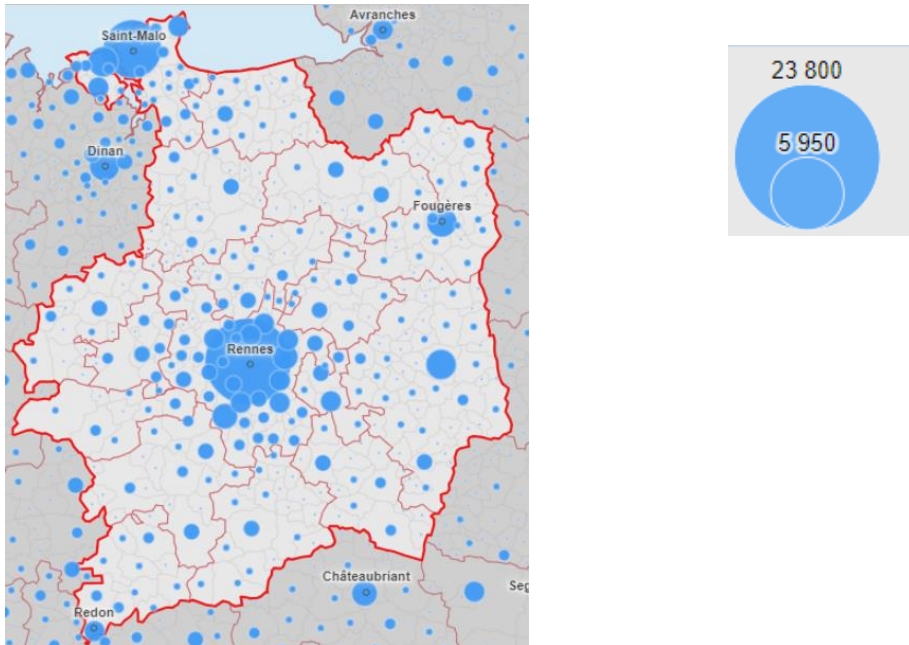 Avranches
Saint-Malo
Dinan
Fougères
Rennes
Châteaubriant
Seg
Redon
23 800
5 950